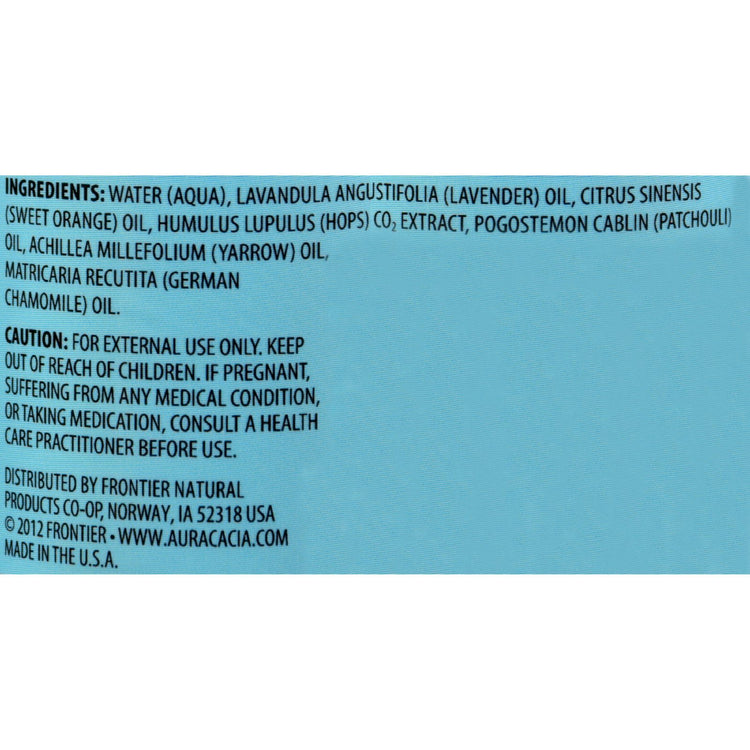 INGREDIENTS: WATER (AQUA), LAVANDULA ANGUSTIFOLIA (LAVENDER) OIL, CITRUS SINENSIS
(SWEET ORANGE) OIL, HUMULUS LUPULUS (HOPS) CO₂ EXTRACT, POGOSTEMON CABLIN (PATCHOULI)
OIL, ACHILLEA MILLEFOLIUM (YARROW) OIL,
MATRICARIA RECUTITA (GERMAN
CHAMOMILE) OIL.
CAUTION: FOR EXTERNAL USE ONLY. KEEP
OUT OF REACH OF CHILDREN. IF PREGNANT,
SUFFERING FROM ANY MEDICAL CONDITION,
OR TAKING MEDICATION, CONSULT A HEALTH
CARE PRACTITIONER BEFORE USE.
DISTRIBUTED BY FRONTIER NATURAL
PRODUCTS CO-OP, NORWAY, IA 52318 USA
© 2012 FRONTIER • WWW.AURACACIA.COM
MADE IN THE U.S.A.